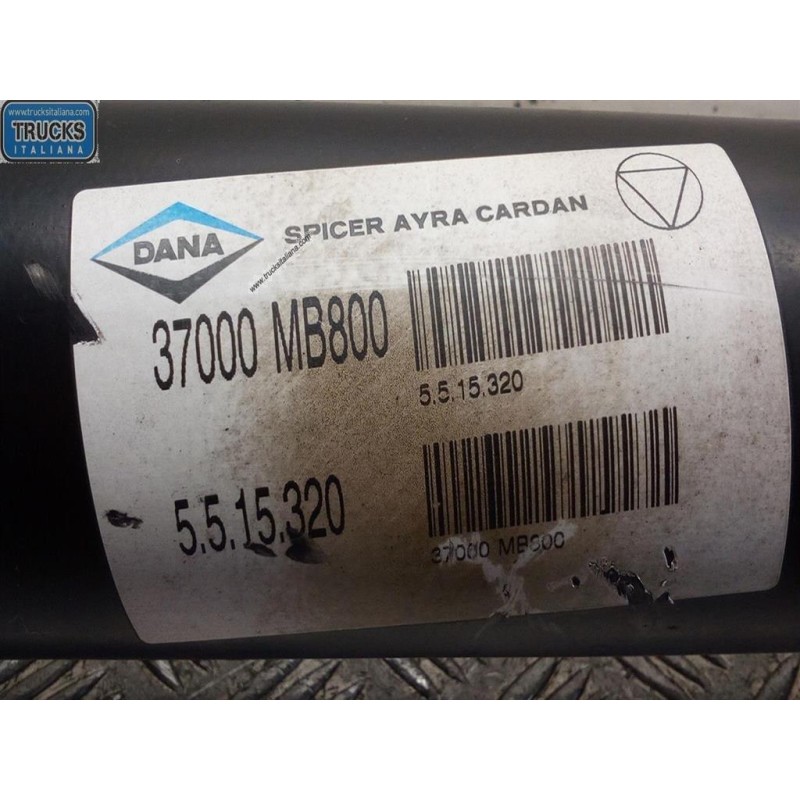 www.trucksitaliana.com
TRUCKS
ITALIANA
DANA
SPICER AYRA CARDAN
www.trucksitaliana.com
37000 MB800
5.5.15.320
5.5.15.320
37000 MB800